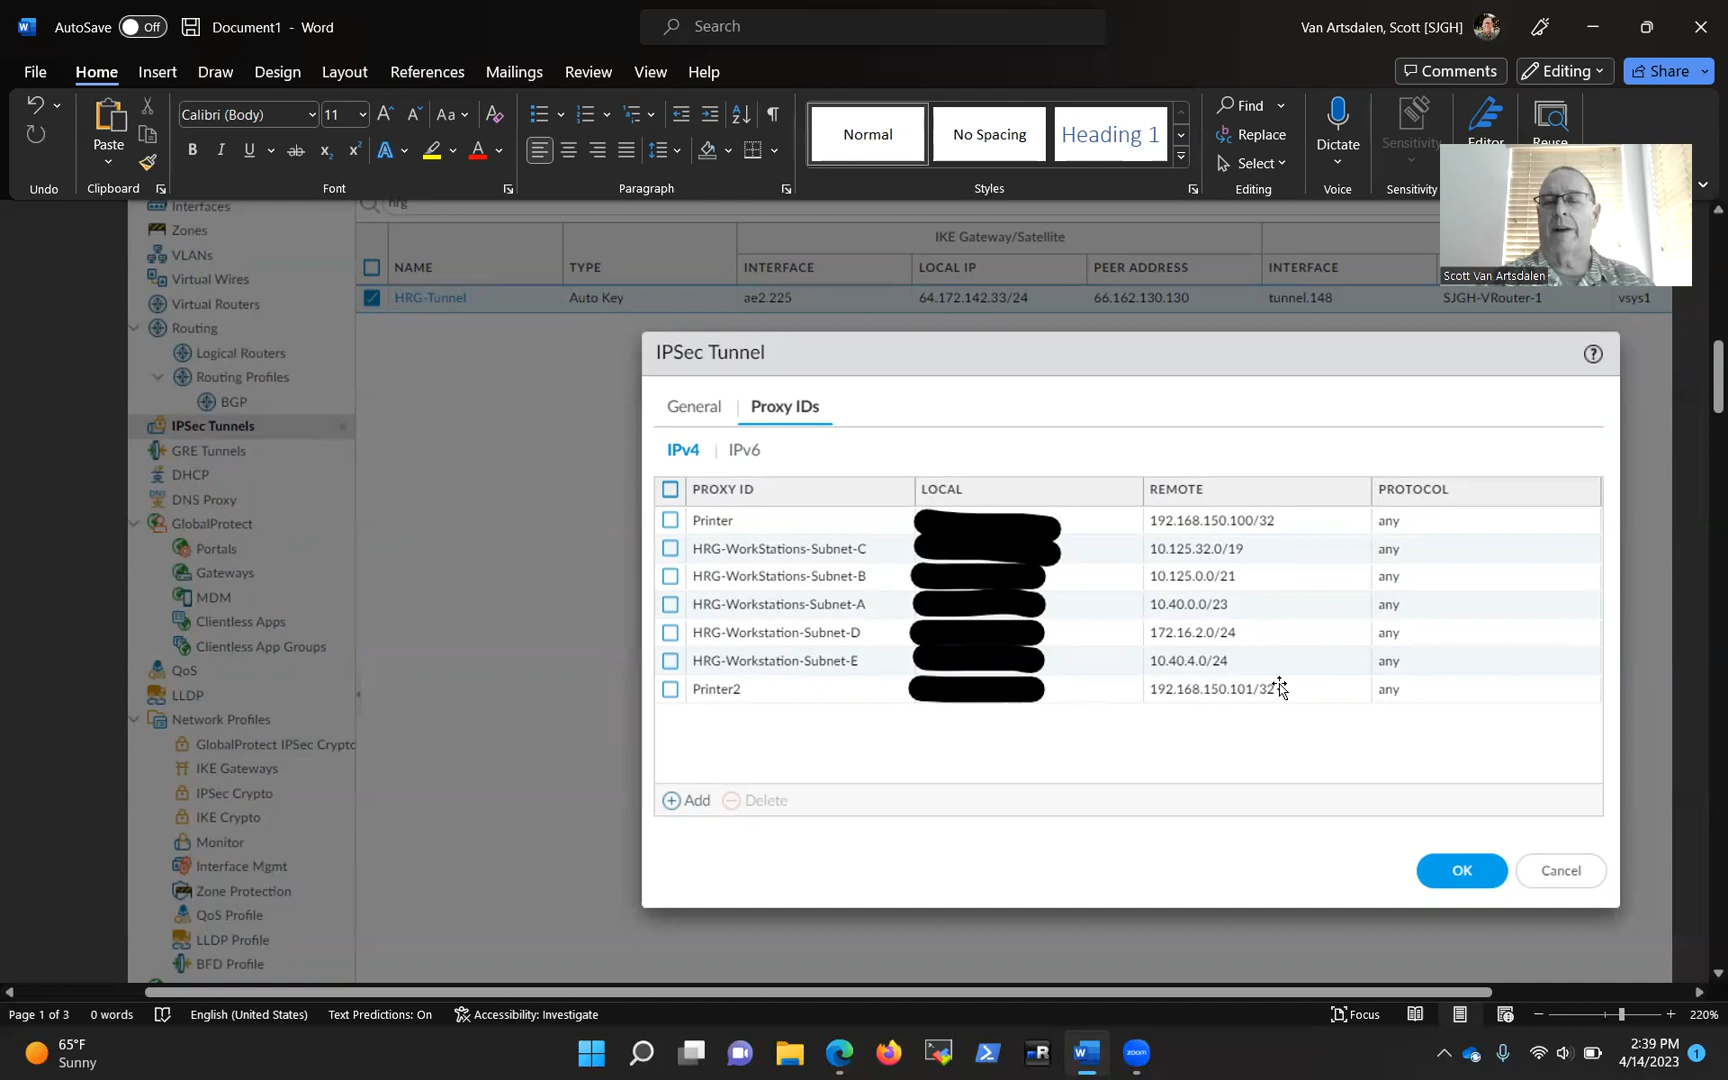 AutoSave Off Document1 - Word Search Van Artsdalen, Scott [SJGH]
File Home Insert Draw Design Layout References Mailings Review View Help Comments Editing Share
Calibri (Body) 11 Aa
Paste
Normal No Spacing Heading 1
Find
Replace
Select
Dictate Sensitivity Editor Reuse
Undo Clipboard Font Paragraph Styles Editing Voice Sensitivity
Scott Van Artsdalen
Interfaces
Zones
VLANs
Virtual Wires
Virtual Routers
Routing
Logical Routers
Routing Profiles
BGP
IPSec Tunnels
GRE Tunnels
DHCP
DNS Proxy
GlobalProtect
Portals
Gateways
MDM
Clientless Apps
Clientless App Groups
QoS
LLDP
Network Profiles
GlobalProtect IPSec Crypto
IKE Gateways
IPSec Crypto
IKE Crypto
Monitor
Interface Mgmt
Zone Protection
QoS Profile
LLDP Profile
BFD Profile
hrg
IKE Gateway/Satellite
NAME TYPE INTERFACE LOCAL IP PEER ADDRESS INTERFACE
HRG-Tunnel Auto Key ae2.225 64.172.142.33/24 66.162.130.130 tunnel.148 SJGH-VRouter-1 vsys1
IPSec Tunnel
General Proxy IDs
IPv4 IPv6
PROXY ID LOCAL REMOTE PROTOCOL
Printer 192.168.150.100/32 any
HRG-WorkStations-Subnet-C 10.125.32.0/19 any
HRG-WorkStations-Subnet-B 10.125.0.0/21 any
HRG-Workstations-Subnet-A 10.40.0.0/23 any
HRG-Workstation-Subnet-D 172.16.2.0/24 any
HRG-Workstation-Subnet-E 10.40.4.0/24 any
Printer2 192.168.150.101/32 any
Add Delete
OK Cancel
Page 1 of 3 0 words English (United States) Text Predictions: On Accessibility: Investigate Focus 220%
65°F
Sunny
zoom
2:39 PM
4/14/2023
1